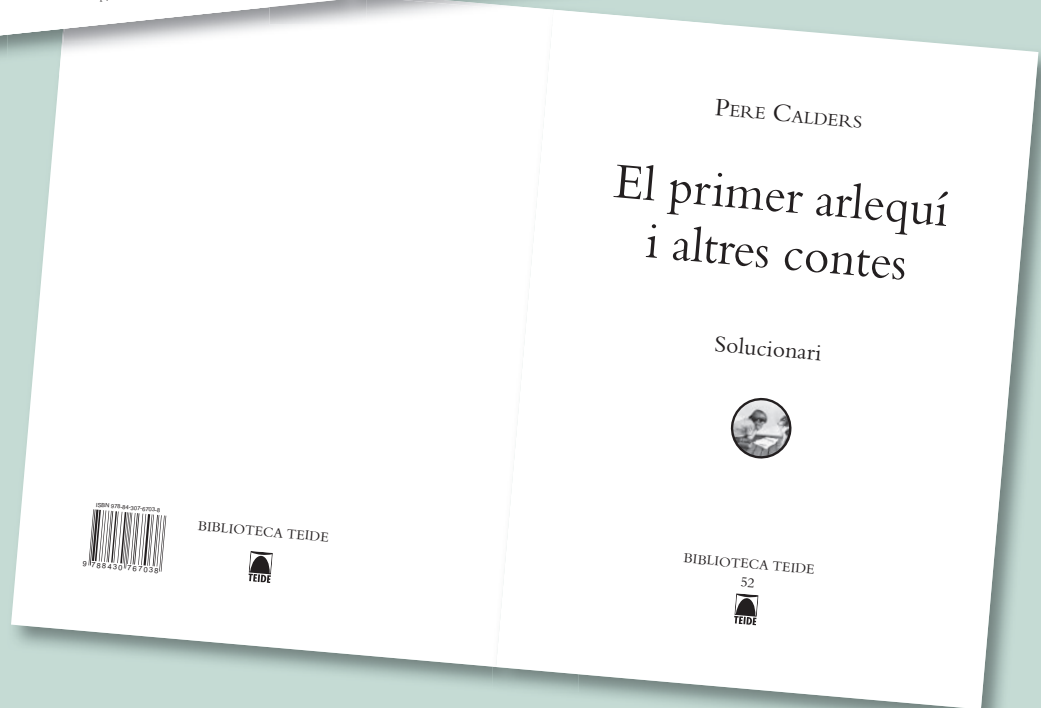 ISBN 978-84-307-6703-8
9 788430 767038
BIBLIOTECA TEIDE
TEIDE
PERE CALDERS
El primer arlequí
i altres contes
Solucionari
BIBLIOTECA TEIDE
52
TEIDE